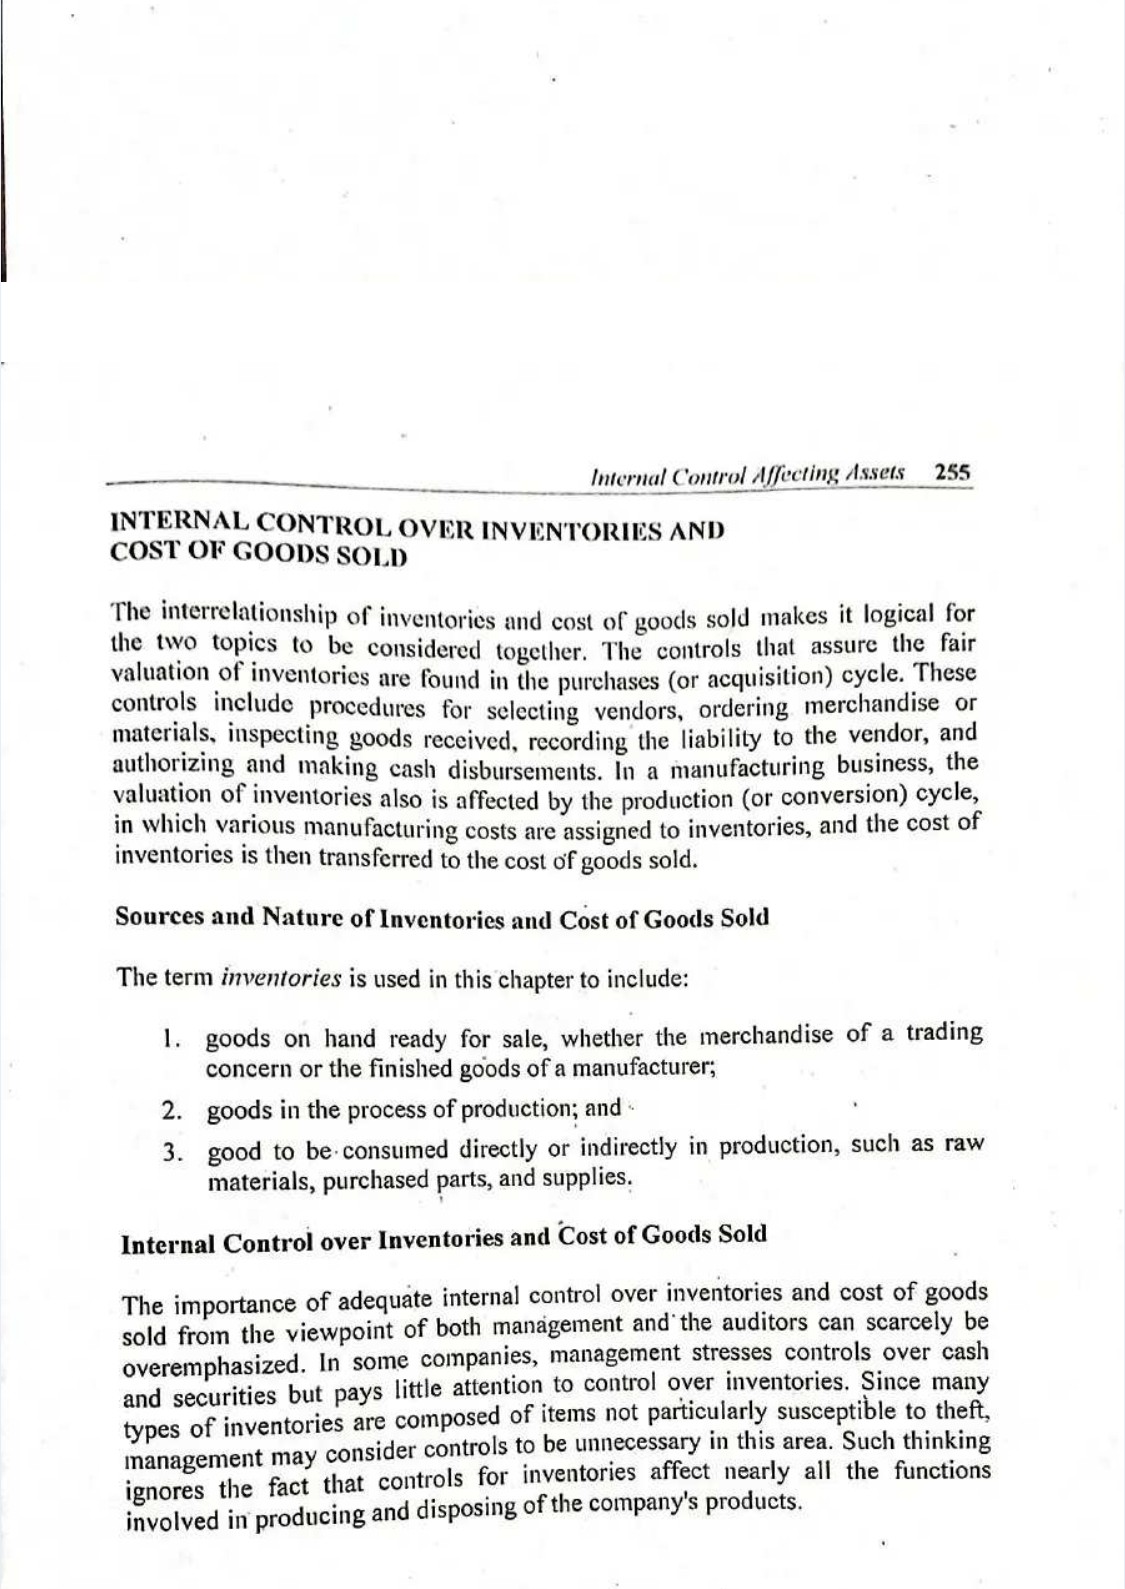 Internal Control Affecting Assets 255
INTERNAL CONTROL OVER INVENTORIES AND
COST OF GOODS SOLD
The interrelationship of inventories and cost of goods sold makes it logical for
the two topics to be considered together. The controls that assure the fair
valuation of inventories are found in the purchases (or acquisition) cycle. These
controls include procedures for selecting vendors, ordering merchandise or
materials, inspecting goods received, recording the liability to the vendor, and
authorizing and making cash disbursements. In a manufacturing business, the
valuation of inventories also is affected by the production (or conversion) cycle,
in which various manufacturing costs are assigned to inventories, and the cost of
inventories is then transferred to the cost of goods sold.
Sources and Nature of Inventories and Cost of Goods Sold
The term inventories is used in this chapter to include:
1. goods on hand ready for sale, whether the merchandise of a trading
concern or the finished goods of a manufacturer;
2. goods in the process of production; and
3. good to be consumed directly or indirectly in production, such as raw
materials, purchased parts, and supplies.
Internal Control over Inventories and Cost of Goods Sold
The importance of adequate internal control over inventories and cost of goods
sold from the viewpoint of both management and the auditors can scarcely be
overemphasized. In some companies, management stresses controls over cash
and securities but pays little attention to control over inventories. Since many
types of inventories are composed of items not particularly susceptible to theft,
management may consider controls to be unnecessary in this area. Such thinking
ignores the fact that controls for inventories affect nearly all the functions
involved in producing and disposing of the company's products.